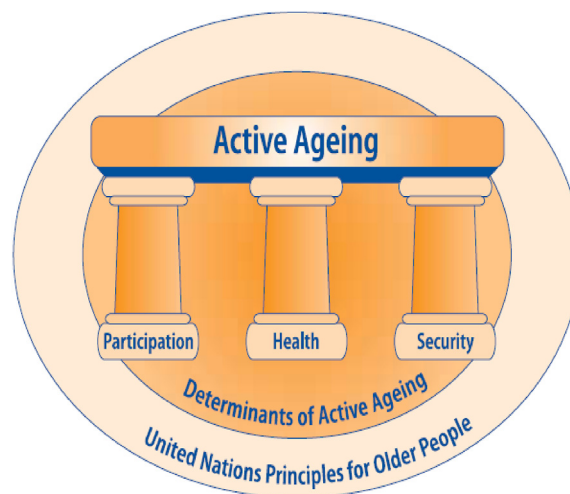 Active Ageing
Participation
Health
Security
Determinants of Active Ageing
United Nations Principles for Older People